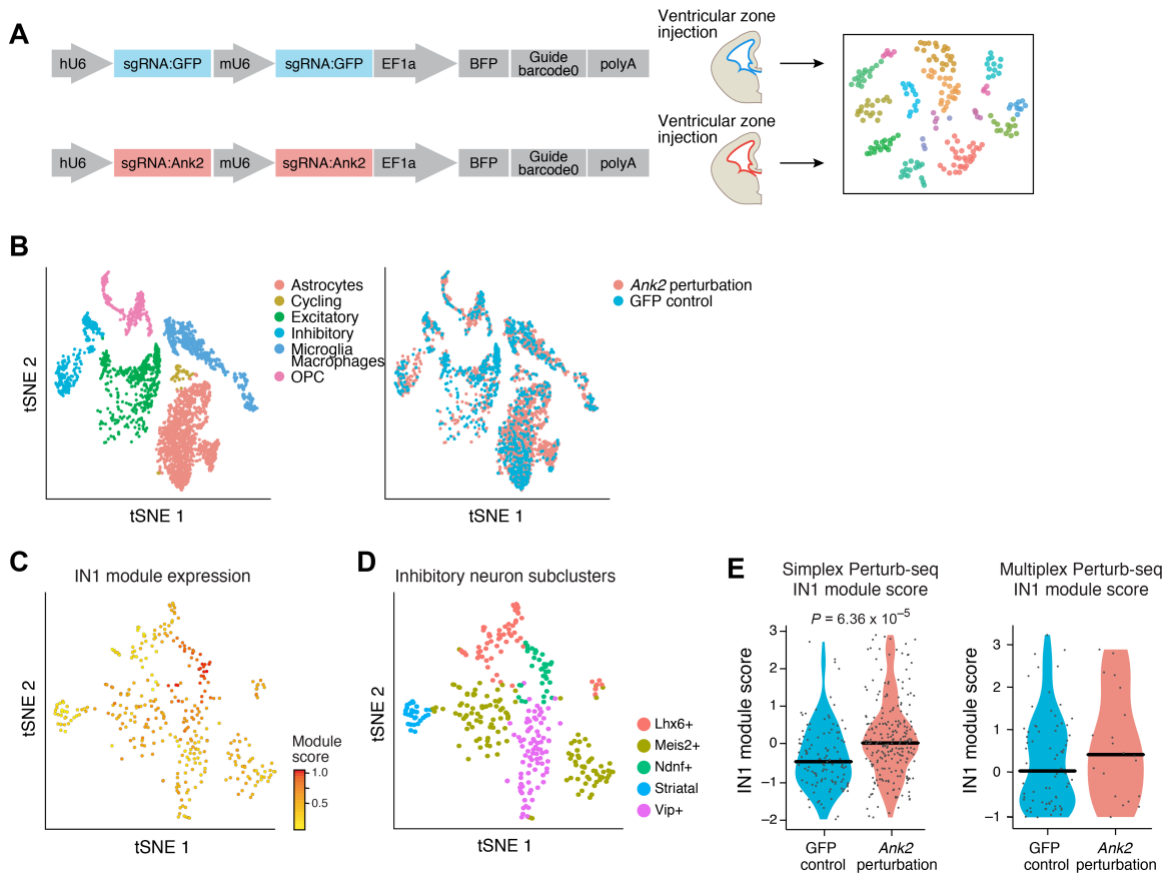 A
hU6
sgRNA:GFP
mU6
sgRNA:GFP
EF1a
BFP
Guide
barcode0
polyA
Ventricular zone
injection
hU6
sgRNA:Ank2
mU6
sgRNA:Ank2
EF1a
BFP
Guide
barcode0
polyA
Ventricular zone
injection
B
tSNE 2
tSNE 1
Astrocytes
Cycling
Excitatory
Inhibitory
Microglia
Macrophages
OPC
tSNE 1
Ank2 perturbation
GFP control
C
IN1 module expression
tSNE 2
tSNE 1
Module
score
1.0
0.5
D
Inhibitory neuron subclusters
tSNE 2
tSNE 1
Lhx6+
Meis2+
Ndnf+
Striatal
Vip+
E
Simplex Perturb-seq
IN1 module score
P = 6.36 x 10–5
IN1 module score
3
2
1
0
−1
−2
GFP
control
Ank2
perturbation
Multiplex Perturb-seq
IN1 module score
IN1 module score
3
2
1
0
−1
GFP
control
Ank2
perturbation